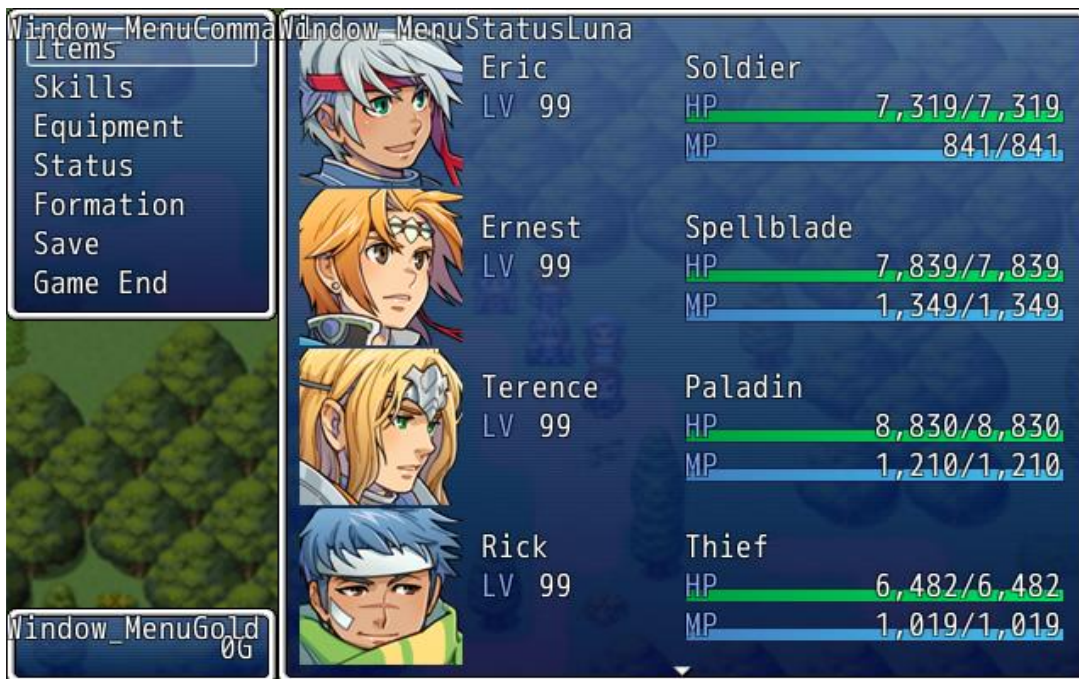 Window_MenuComma
Items
Skills
Equipment
Status
Formation
Save
Game End
Window_MenuGold
0G
Window_MenuStatusLuna
Eric Soldier
LV 99 HP 7,319/7,319
MP 841/841
Ernest Spellblade
LV 99 HP 7,839/7,839
MP 1,349/1,349
Terence Paladin
LV 99 HP 8,830/8,830
MP 1,210/1,210
Rick Thief
LV 99 HP 6,482/6,482
MP 1,019/1,019